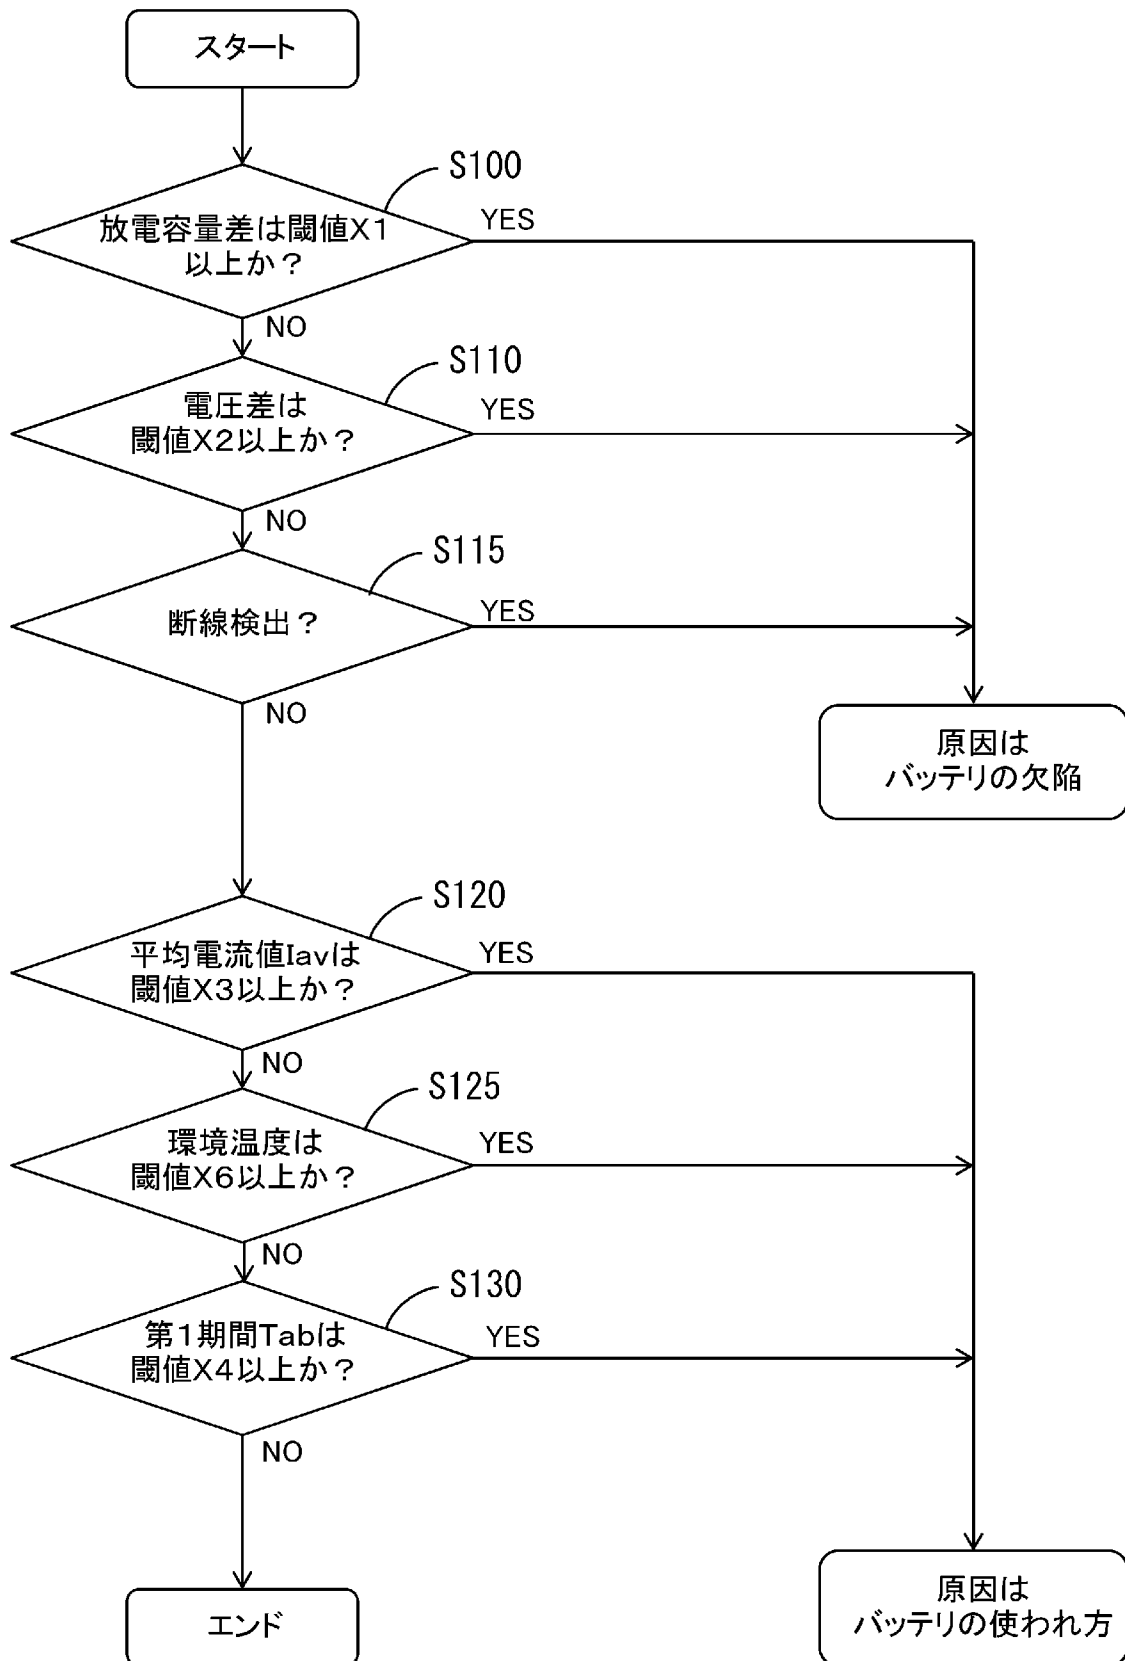 スタート
S100
放電容量差は閾値X1
以上か？
YES
NO
S110
電圧差は
閾値X2以上か？
YES
NO
S115
断線検出？
YES
NO
原因は
バッテリの欠陥
S120
平均電流値Iavは
閾値X3以上か？
YES
NO
S125
環境温度は
閾値X6以上か？
YES
NO
S130
第1期間Tabは
閾値X4以上か？
YES
NO
エンド
原因は
バッテリの使われ方